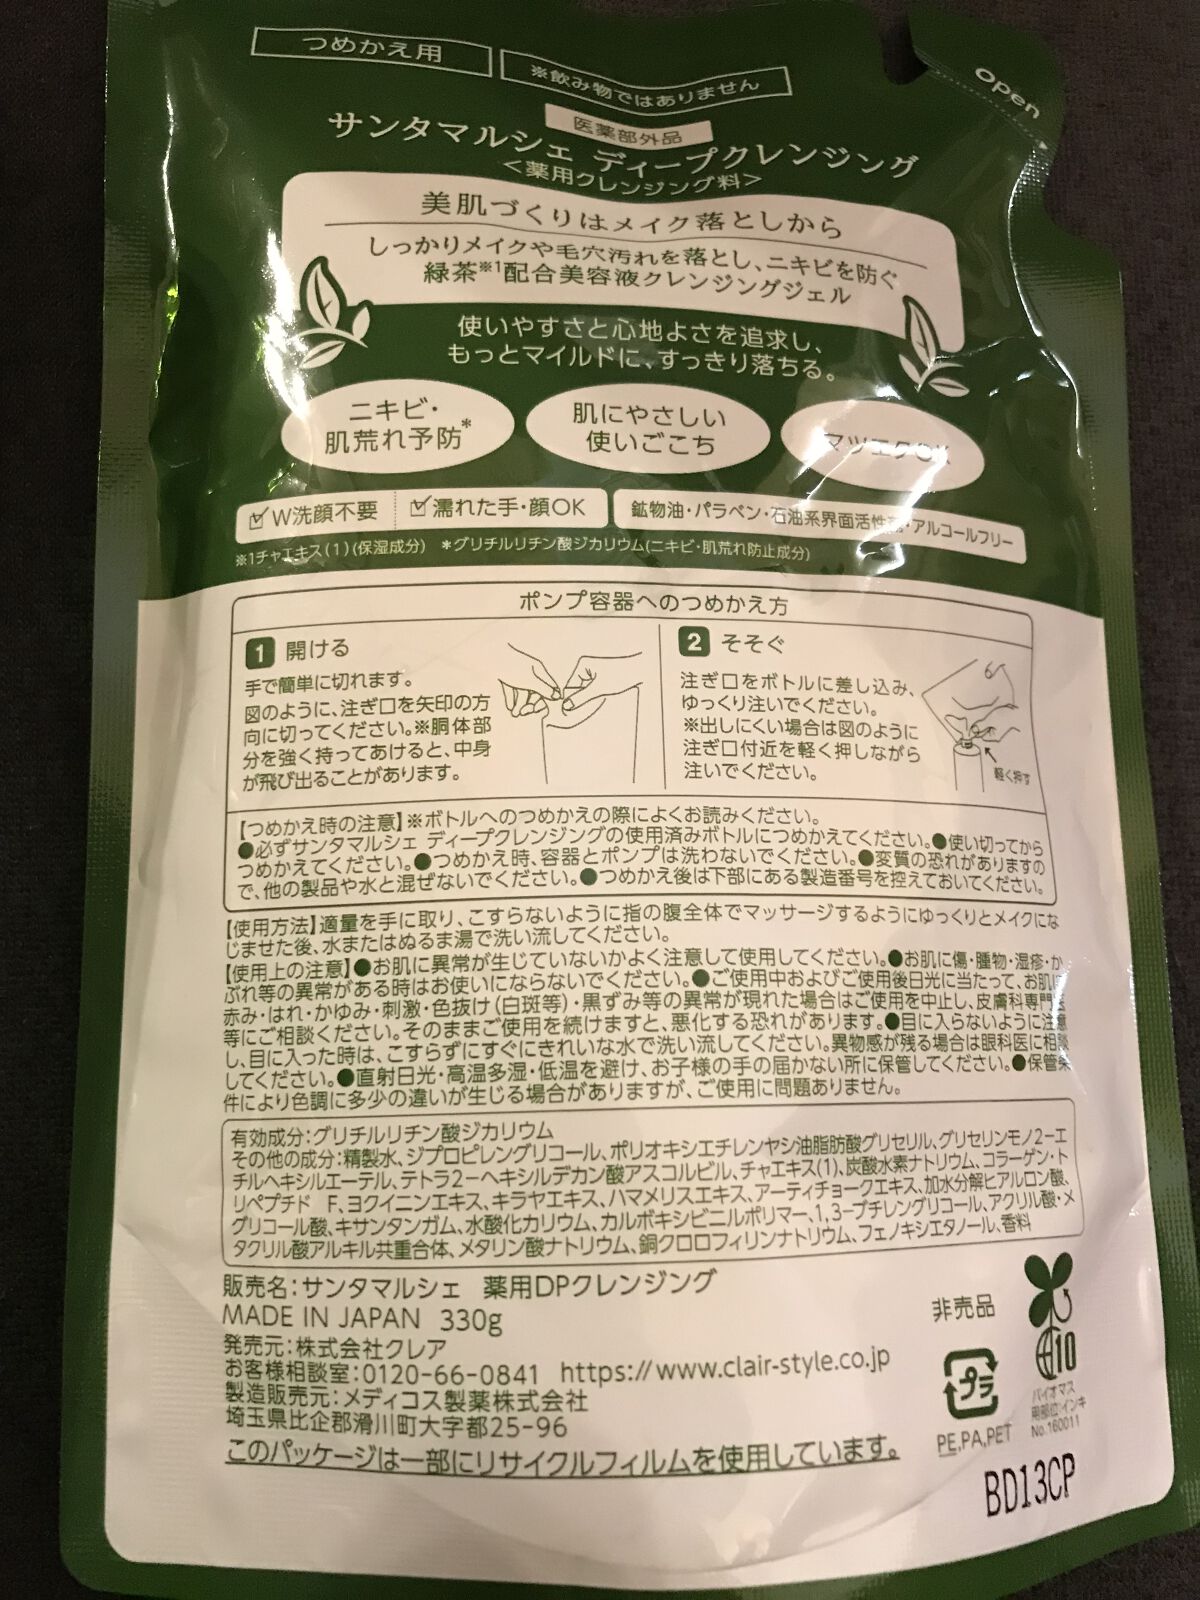 つめかえ用
※飲み物ではありません
Open
医薬部外品
サンタマルシェ ディープクレンジング
＜薬用クレンジング料＞
美肌づくりはメイク落としから
しっかりメイクや毛穴汚れを落とし、ニキビを防ぐ
緑茶※1配合美容液クレンジングジェル
使いやすさと心地よさを追求し、
もっとマイルドに、すっきり落ちる。
ニキビ・
肌荒れ予防*
肌にやさしい
使いごこち
マツエクOK
W洗顔不要
濡れた手・顔OK
鉱物油・パラベン・石油系界面活性剤・アルコールフリー
※1チャエキス(1)(保湿成分) *グリチルリチン酸ジカリウム(ニキビ・肌荒れ防止成分)
ポンプ容器へのつめかえ方
1 開ける
手で簡単に切れます。
図のように、注ぎ口を矢印の方
向に切ってください。※胴体部
分を強く持ってあけると、中身
が飛び出ることがあります。
2 そそぐ
注ぎ口をボトルに差し込み、
ゆっくり注いでください。
※出しにくい場合は図のように
注ぎ口付近を軽く押しながら
注いでください。
軽く押す
【つめかえ時の注意】※ボトルへのつめかえの際によくお読みください。
●必ずサンタマルシェ ディープクレンジングの使用済みボトルにつめかえてください。●使い切ってから
つめかえてください。●つめかえ時、容器とポンプは洗わないでください。●変質の恐れがありますの
で、他の製品や水と混ぜないでください。●つめかえ後は下部にある製造番号を控えておいてください。
【使用方法】適量を手に取り、こすらないように指の腹全体でマッサージするようにゆっくりとメイクにな
じませた後、水またはぬるま湯で洗い流してください。
【使用上の注意】●お肌に異常が生じていないかよく注意して使用してください。●お肌に傷・腫物・湿疹・か
ぶれ等の異常がある時はお使いにならないでください。●ご使用中およびご使用後日光に当たって、お肌に
赤み・はれ・かゆみ・刺激・色抜け(白斑等)・黒ずみ等の異常が現れた場合はご使用を中止し、皮膚科専門医
等にご相談ください。そのままご使用を続けますと、悪化する恐れがあります。●目に入らないように注意
し、目に入った時は、こすらずにすぐにきれいな水で洗い流してください。異物感が残る場合は眼科医に相談
してください。●直射日光・高温多湿・低温を避け、お子様の手の届かない所に保管してください。●保管条
件により色調に多少の違いが生じる場合がありますが、ご使用に問題ありません。
有効成分:グリチルリチン酸ジカリウム
その他の成分:精製水、ジプロピレングリコール、ポリオキシエチレンヤシ油脂肪酸グリセリル、グリセリンモノ2-エ
チルヘキシルエーテル、テトラ2-ヘキシルデカン酸アスコルビル、チャエキス(1)、炭酸水素ナトリウム、コラーゲン・ト
リペプチド F、ヨクイニンエキス、キラヤエキス、ハマメリスエキス、アーティチョークエキス、加水分解ヒアルロン酸、
グリコール酸、キサンタンガム、水酸化カリウム、カルボキシビニルポリマー、1,3-ブチレングリコール、アクリル酸・メ
タクリル酸アルキル共重合体、メタリン酸ナトリウム、銅クロロフィリンナトリウム、フェノキシエタノール、香料
販売名:サンタマルシェ 薬用DPクレンジング
MADE IN JAPAN 330g
発売元:株式会社クレア
お客様相談室:0120-66-0841 https://www.clair-style.co.jp
製造販売元:メディコス製薬株式会社
埼玉県比企郡滑川町大字都25-96
このパッケージは一部にリサイクルフィルムを使用しています。
非売品
プラ
PE,PA,PET
10
バイオマス
用部位:インキ
No.160011
BD13CP